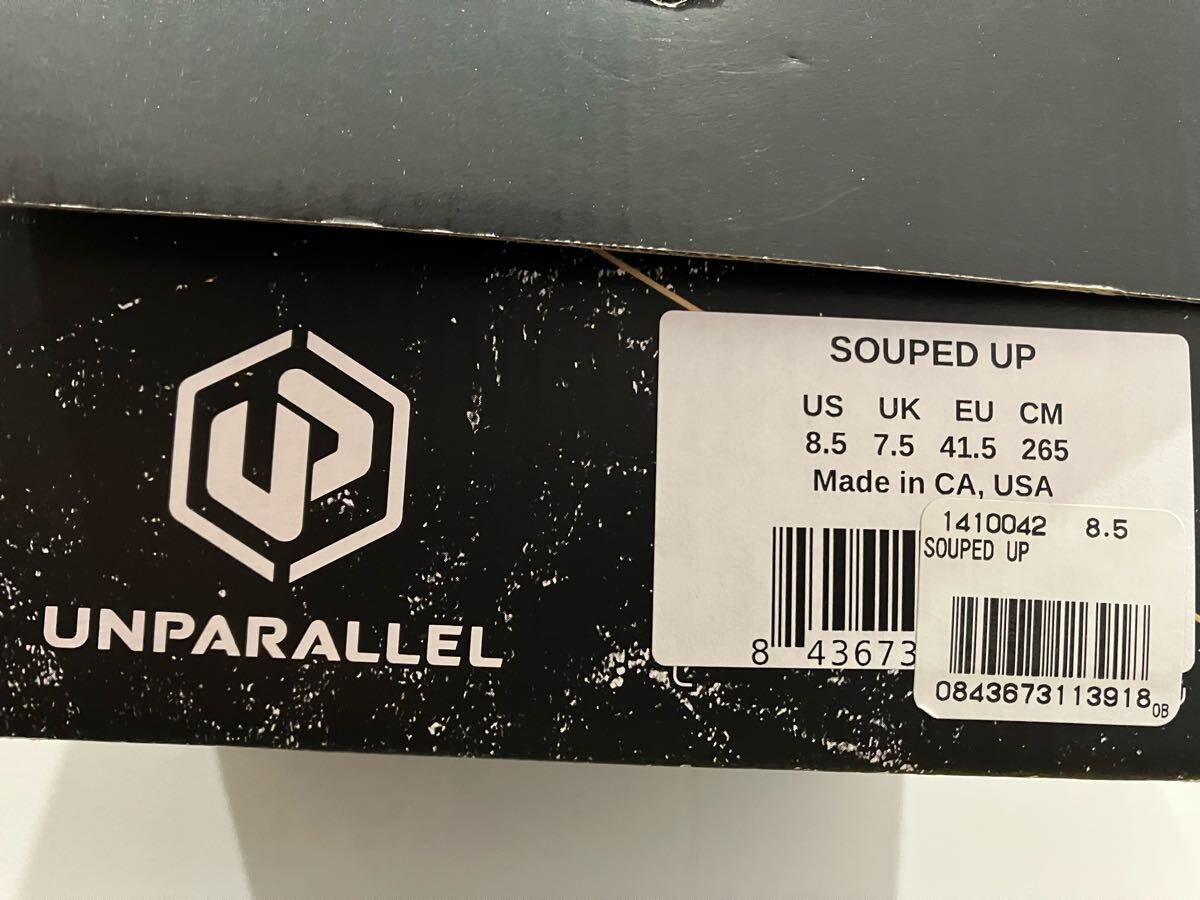 UNPARALLEL
SOUPED UP
US UK EU CM
8.5 7.5 41.5 265
Made in CA, USA
8 43673
1410042 8.5
SOUPED UP
0843673113918 OB